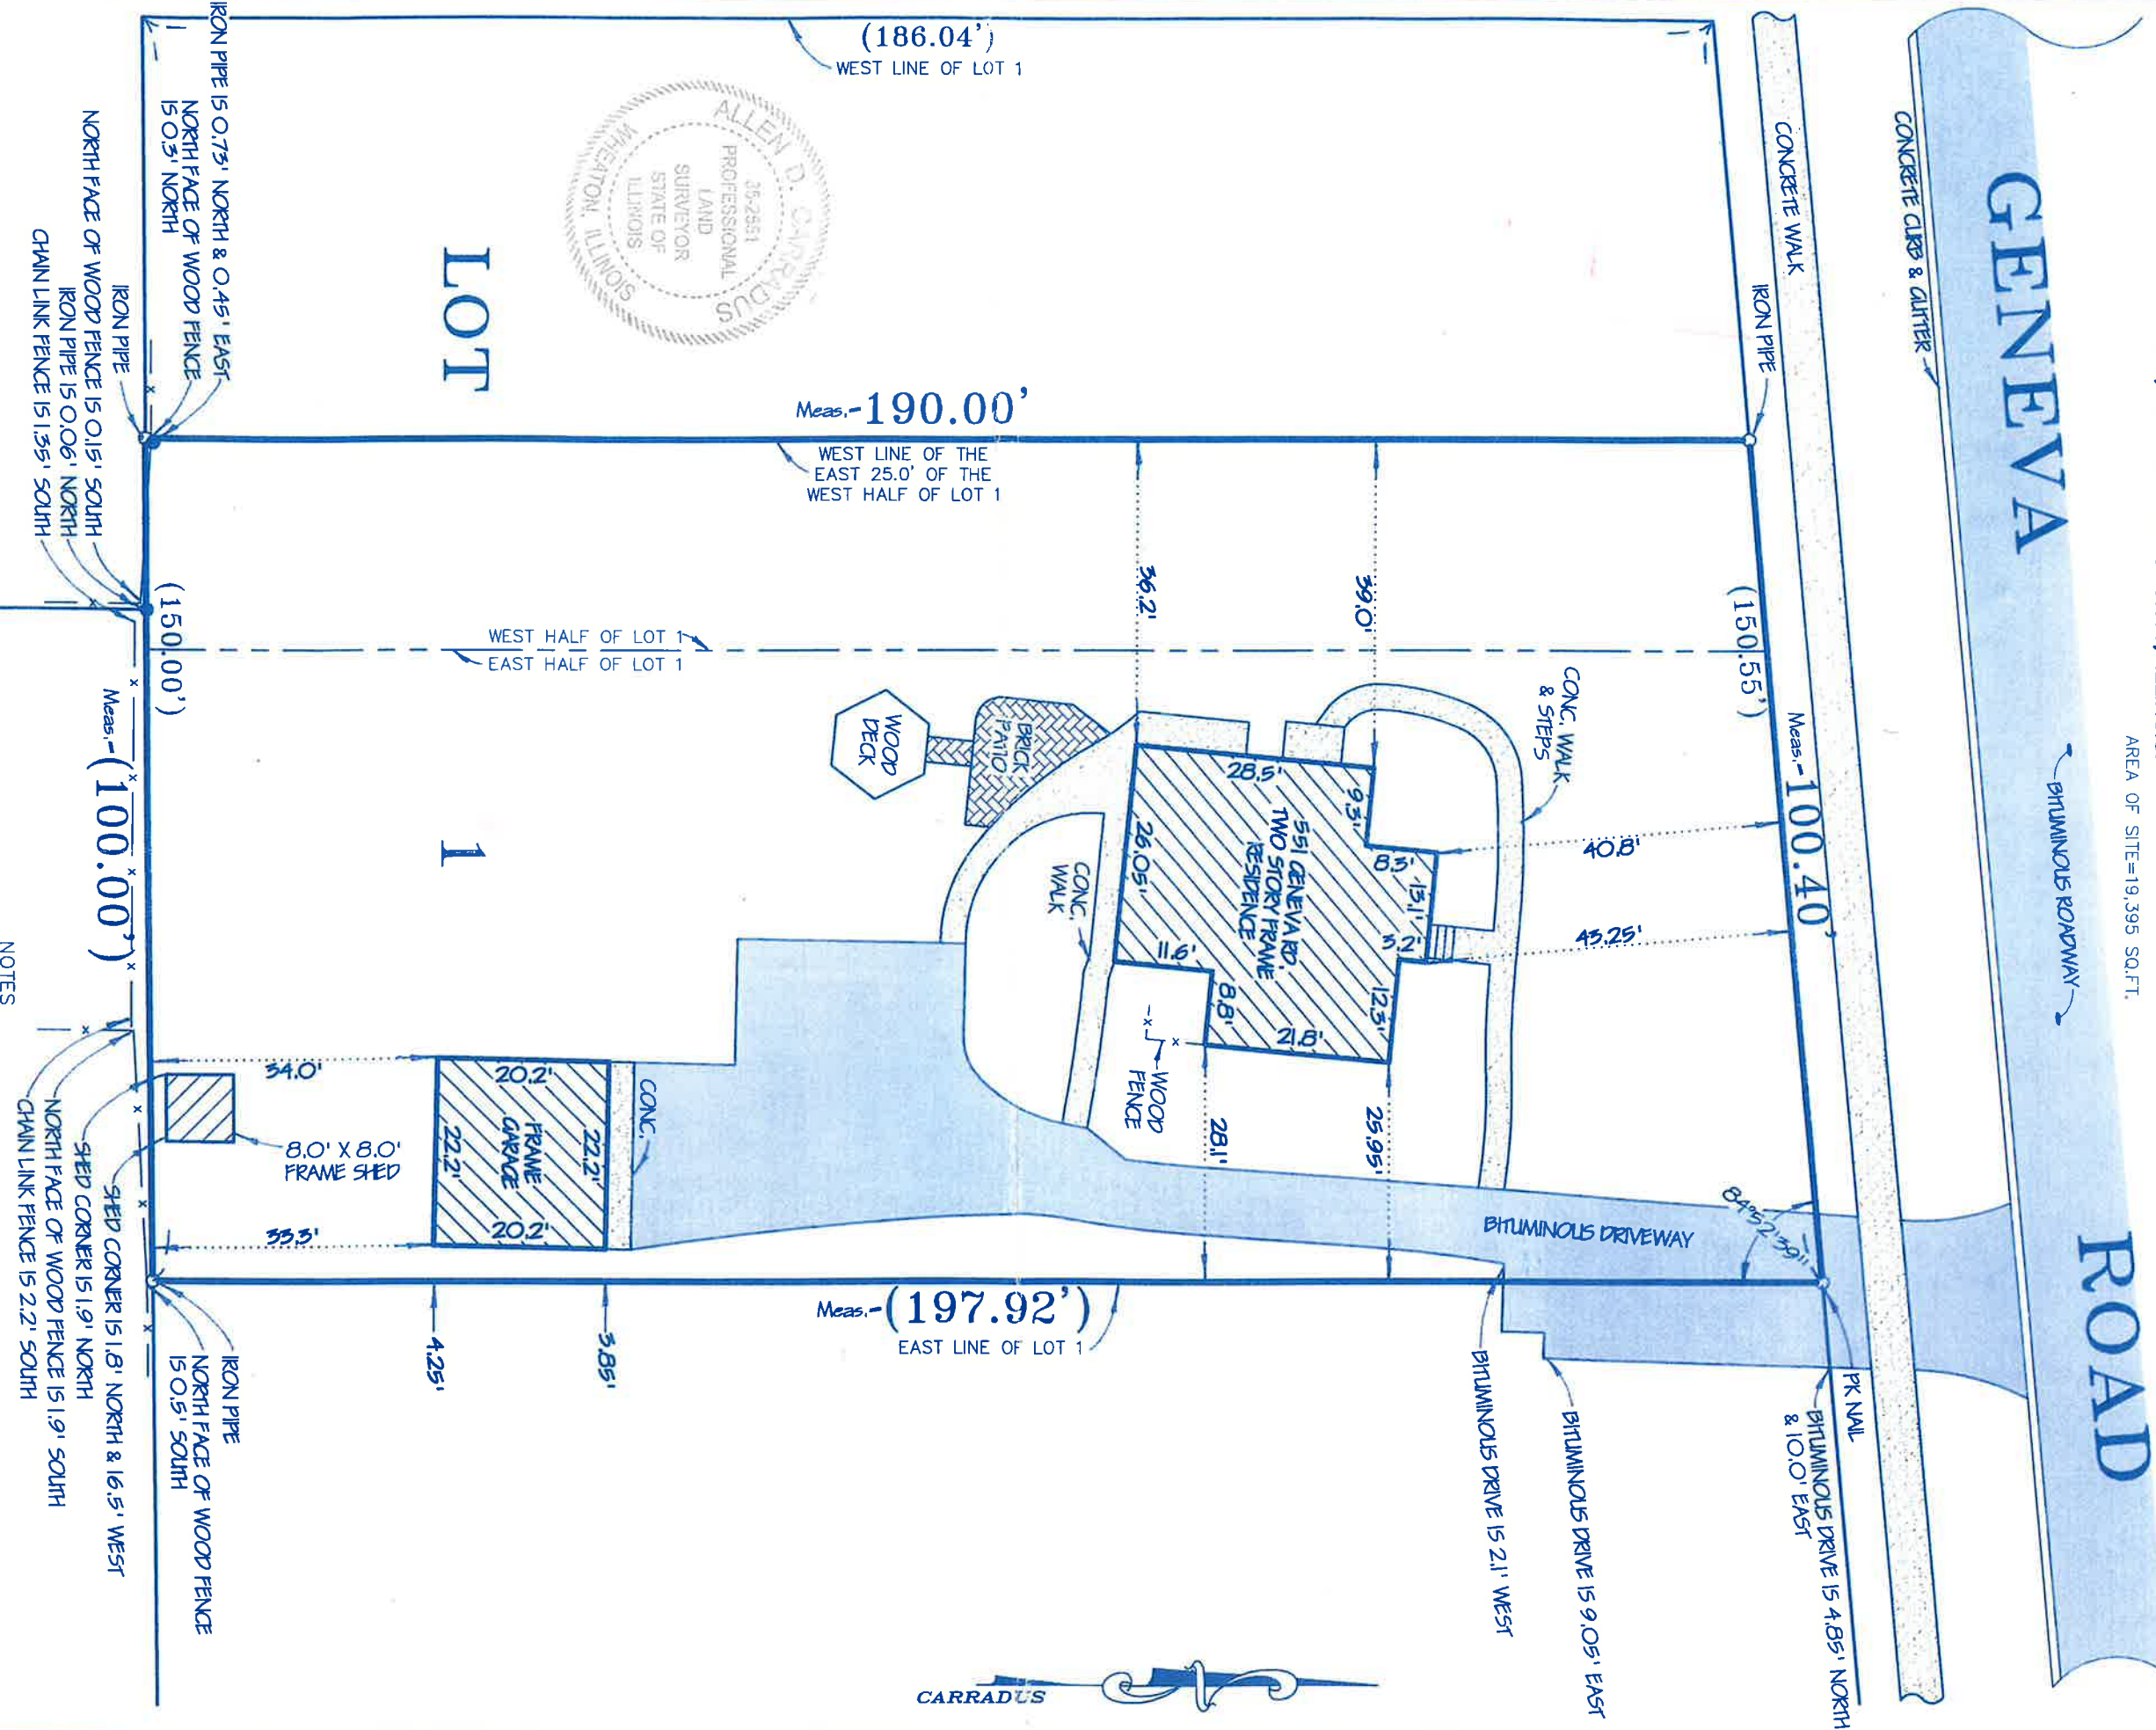 AREA OF SITE=19,395 SQ.FT.
BITUMINOUS ROADWAY
GENEVA
ROAD
CONCRETE CURB & GUTTER
CONCRETE WALK
IRON PIPE
(150.55')
Meas.-100.40'
PK NAIL
BITUMINOUS DRIVE IS 4.85' NORTH
& 10.0' EAST
BITUMINOUS DRIVE IS 9.05' EAST
BITUMINOUS DRIVE IS 2.1' WEST
84°52'39"
BITUMINOUS DRIVEWAY
(186.04')
WEST LINE OF LOT 1
ALLEN D. CARRADUS
35-2551
PROFESSIONAL
LAND
SURVEYOR
STATE OF
ILLINOIS
WHEATON, ILLINOIS
LOT
1
Meas.-190.00'
WEST LINE OF THE
EAST 25.0' OF THE
WEST HALF OF LOT 1
36.2'
39.0'
40.8'
43.25'
CONC. WALK
& STEPS
551 GENEVA RD.
TWO STORY FRAME
RESIDENCE
28.5'
9.3'
8.3'
13.1'
3.2'
12.3'
21.8'
8.8'
11.6'
26.05'
25.95'
28.1'
WOOD
FENCE
CONC.
WALK
BRICK
PATIO
WOOD
DECK
WEST HALF OF LOT 1
EAST HALF OF LOT 1
CONC.
FRAME
GARAGE
22.2'
20.2'
22.2'
20.2'
34.0'
33.3'
8.0' X 8.0'
FRAME SHED
Meas.-(197.92')
EAST LINE OF LOT 1
3.85'
4.25'
CARRADUS
(150.00')
Meas.-(100.00')
IRON PIPE IS 0.73' NORTH & 0.45' EAST
NORTH FACE OF WOOD FENCE
IS 0.3' NORTH
IRON PIPE
NORTH FACE OF WOOD FENCE IS 0.15' SOUTH
IRON PIPE IS 0.06' NORTH
CHAIN LINK FENCE IS 1.35' SOUTH
IRON PIPE
NORTH FACE OF WOOD FENCE
IS 0.5' SOUTH
SHED CORNER IS 1.8' NORTH & 16.5' WEST
SHED CORNER IS 1.9' NORTH
NORTH FACE OF WOOD FENCE IS 1.9' SOUTH
CHAIN LINK FENCE IS 2.2' SOUTH
NOTES